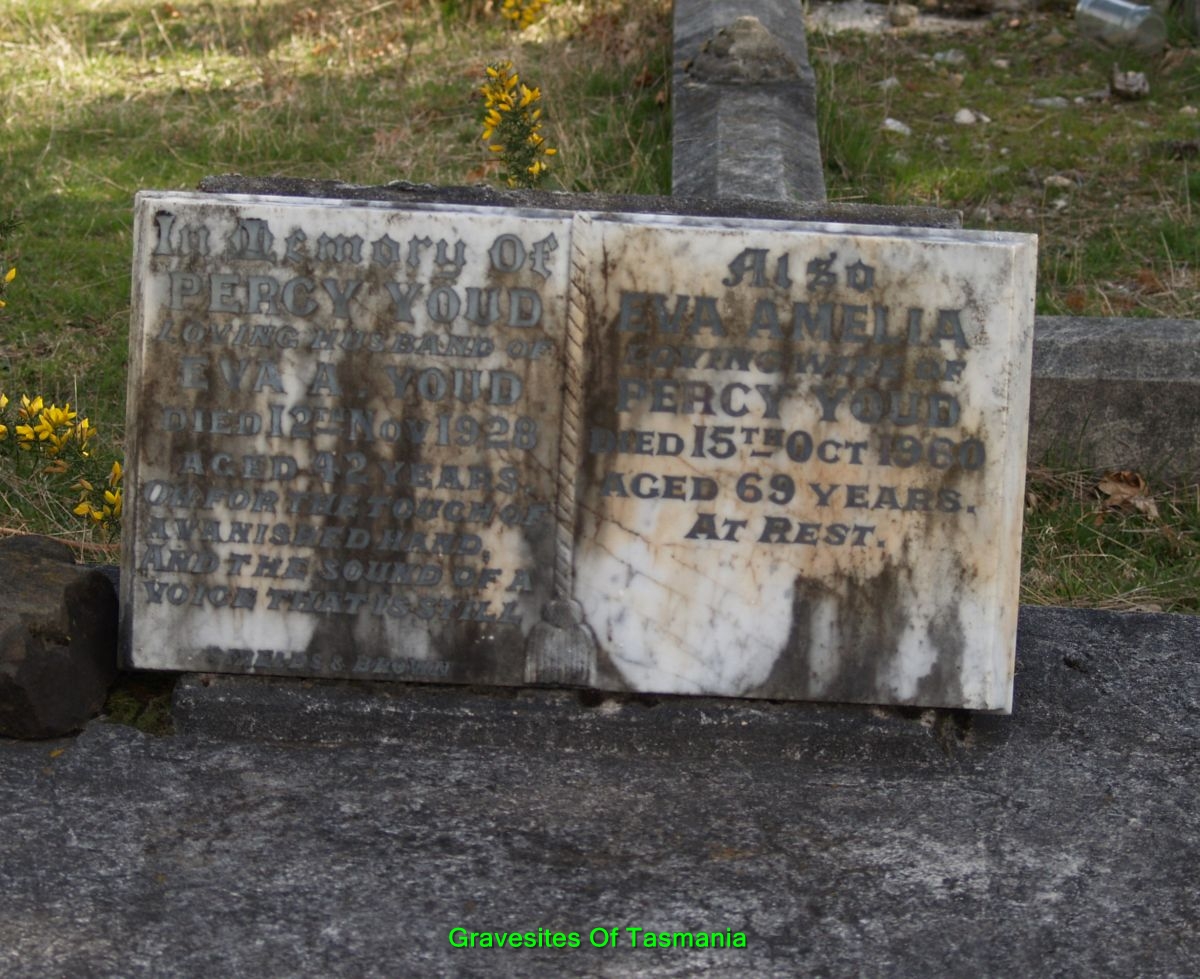 In Memory Of
PERCY YOUD
LOVING HUSBAND OF
EVA A. YOUD
DIED 12TH NOV 1928
AGED 42 YEARS.
OH FOR THE TOUCH OF
A VANISHED HAND,
AND THE SOUND OF A
VOICE THAT IS STILL
& BROWN
Also
EVA AMELIA
LOVING WIFE OF
PERCY YOUD
DIED 15TH OCT 1960
AGED 69 YEARS.
AT REST.
Gravesites Of Tasmania